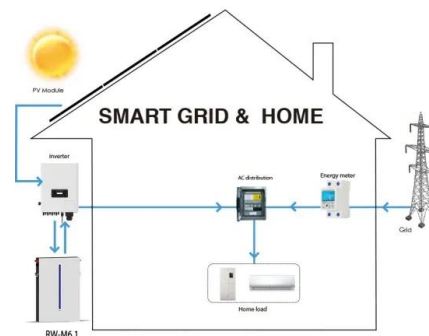 PV Module
SMART GRID & HOME
Inverter
AC distribution
Energy meter
Grid
Home load
RW-M6.1